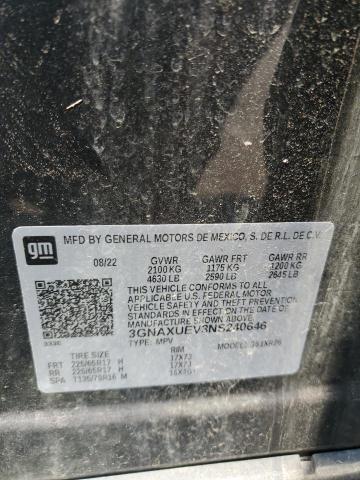 gm
MFD BY GENERAL MOTORS DE MEXICO, S. DE R.L. DE C.V.
08/22 GVWR GAWR FRT GAWR RR
2100 KG 1175 KG 1200 KG
4630 LB 2590 LB 2645 LB
THIS VEHICLE CONFORMS TO ALL
APPLICABLE U.S. FEDERAL MOTOR
VEHICLE SAFETY AND THEFT
PREVENTION STANDARDS IN EFFECT ON
THE DATE OF MANUFACTURE SHOWN ABOVE.
3GNAXUEV3NS240646
TYPE: MPV MODEL:
TIRE SIZE RIM
FRT 225/65R17 H 17X7J
RR 225/65R17 H 17X7J
SPA T135/70R16 M